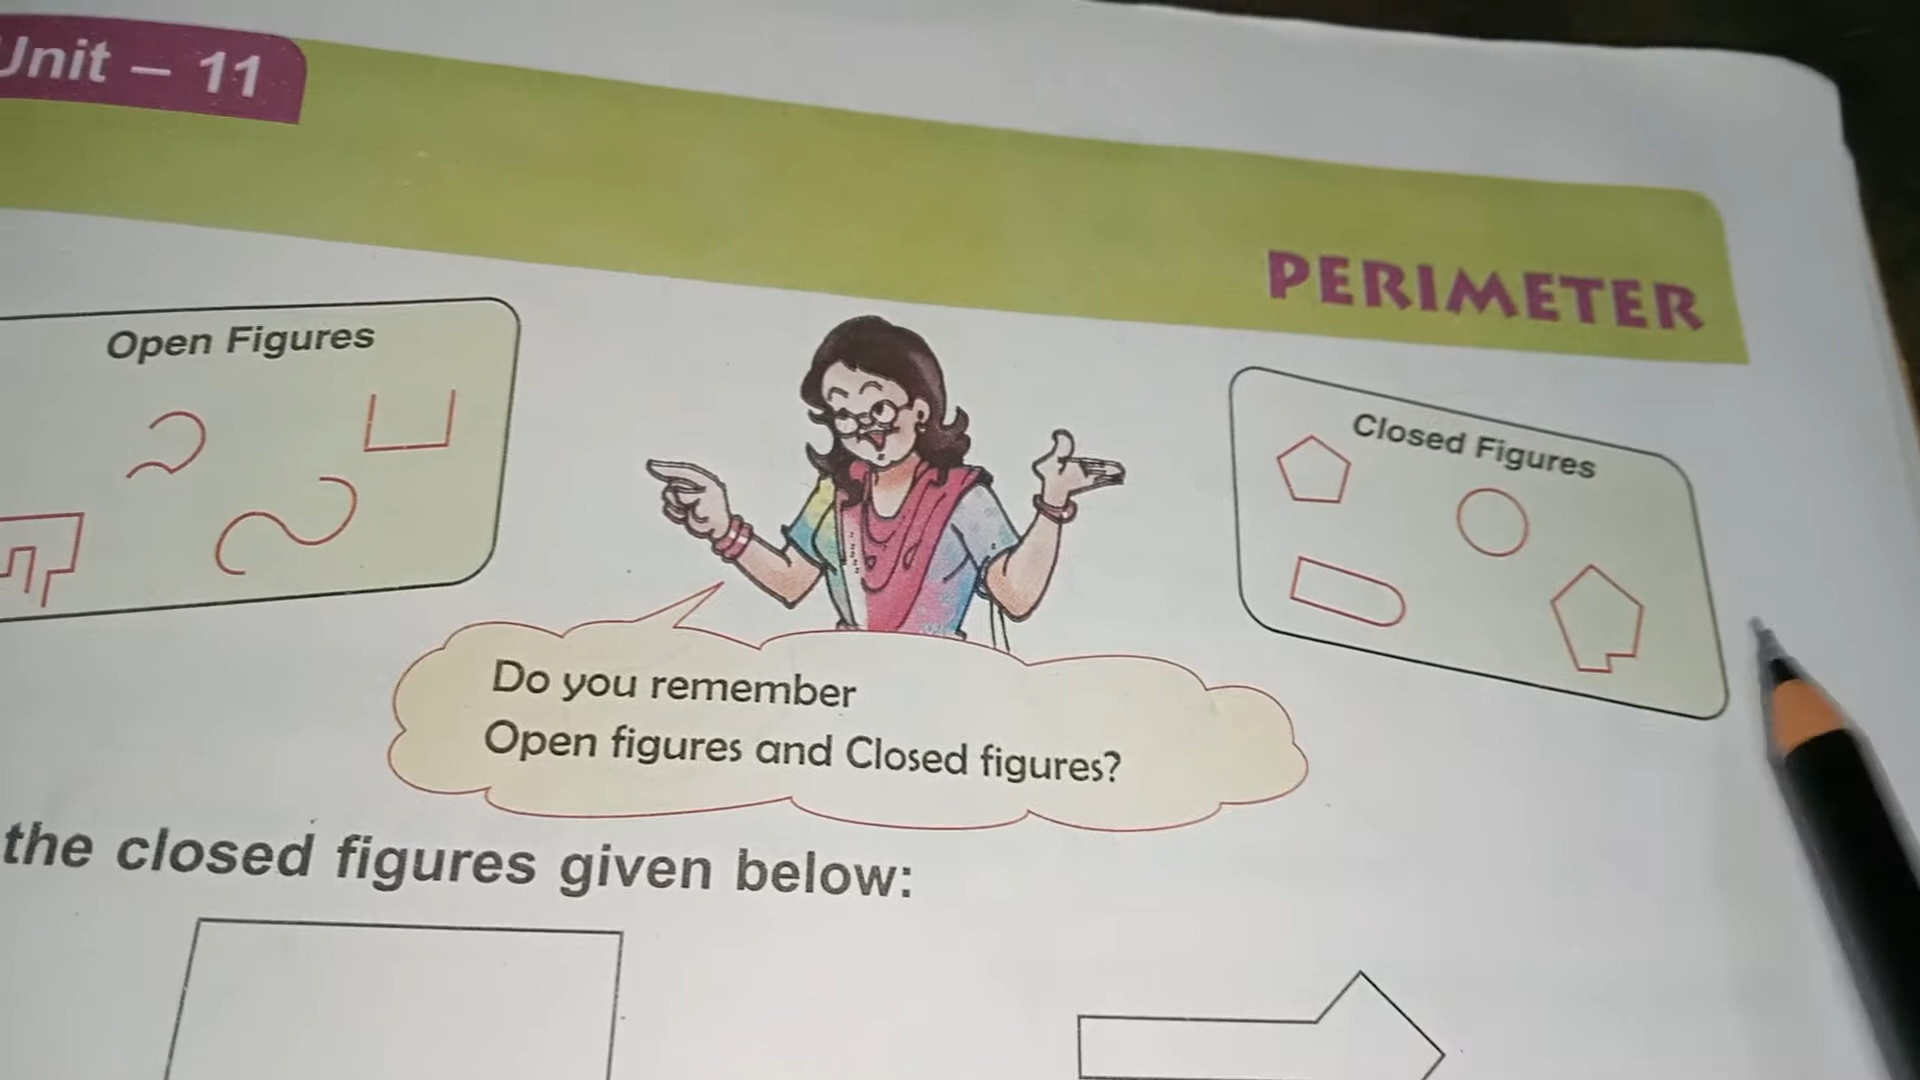 Unit – 11
PERIMETER
Open Figures
Closed Figures
Do you remember
Open figures and Closed figures?
the closed figures given below: